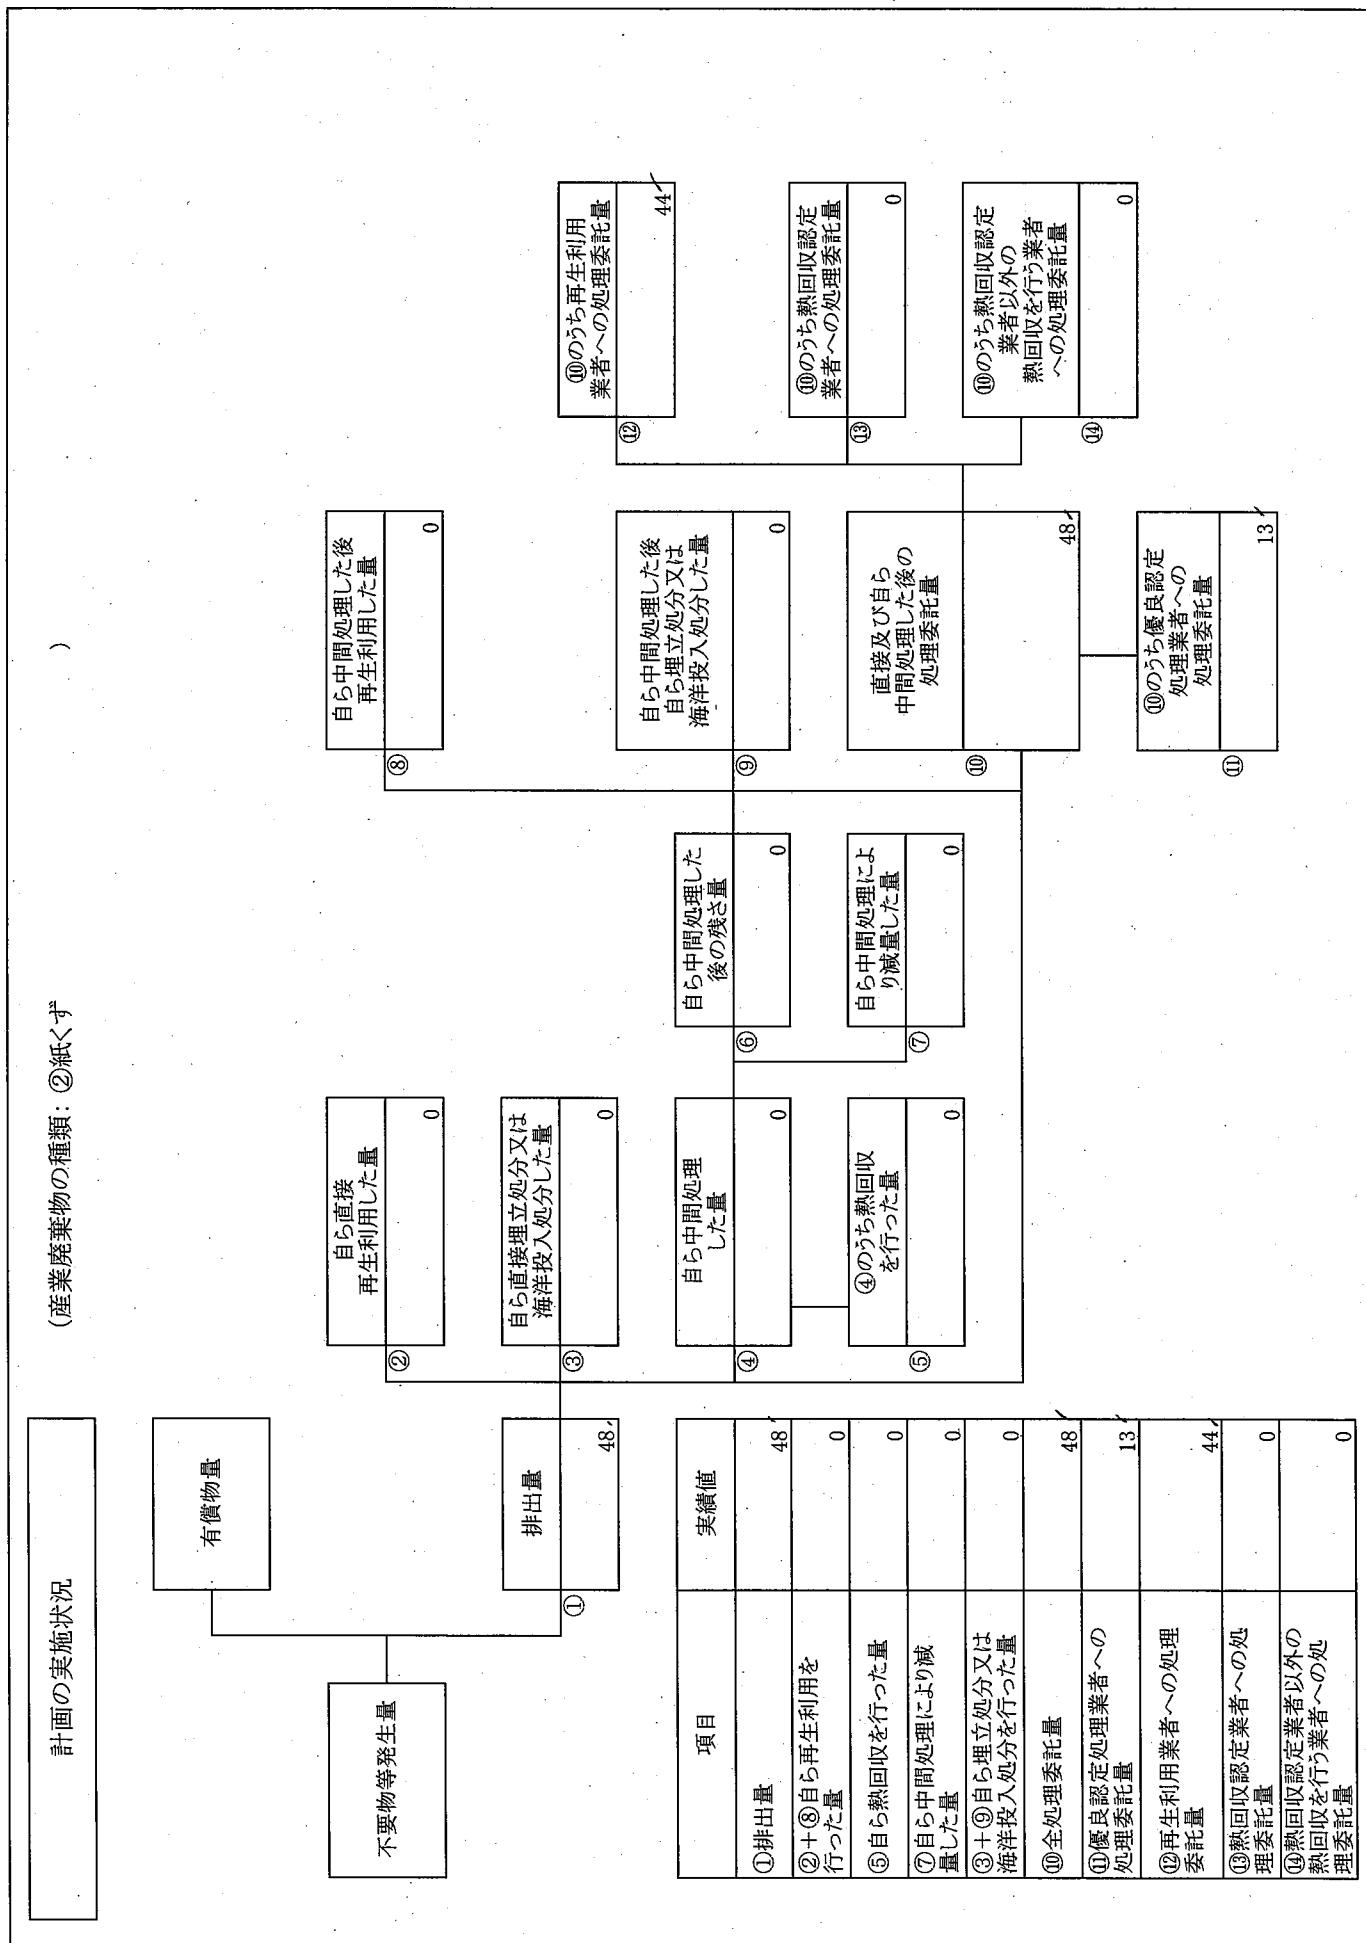 計画の実施状況
(産業廃棄物の種類: ②紙くず
)
不要物等発生量
有償物量
①
排出量
48
②
自ら直接
再生利用した量
0
③
自ら直接埋立処分又は
海洋投入処分した量
0
④
自ら中間処理
した量
0
⑤
④のうち熱回収
を行った量
0
⑥
自ら中間処理した
後の残さ量
0
⑦
自ら中間処理によ
り減量した量
0
⑧
自ら中間処理した後
再生利用した量
0
⑨
自ら中間処理した後
自ら埋立処分又は
海洋投入処分した量
0
⑩
直接及び自ら
中間処理した後の
処理委託量
48
⑪
⑩のうち優良認定
処理業者への
処理委託量
13
⑫
⑩のうち再生利用
業者への処理委託量
44
⑬
⑩のうち熱回収認定
業者への処理委託量
0
⑭
⑩のうち熱回収認定
業者以外の
熱回収を行う業者
への処理委託量
0
項目 実績値
①排出量 48
②+⑧自ら再生利用を
行った量 0
⑤自ら熱回収を行った量 0
⑦自ら中間処理により減
量した量 0
③+⑨自ら埋立処分又は
海洋投入処分を行った量 0
⑩全処理委託量 48
⑪優良認定処理業者への
処理委託量 13
⑫再生利用業者への処理
委託量 44
⑬熱回収認定業者への処
理委託量 0
⑭熱回収認定業者以外の
熱回収を行う業者への処
理委託量 0